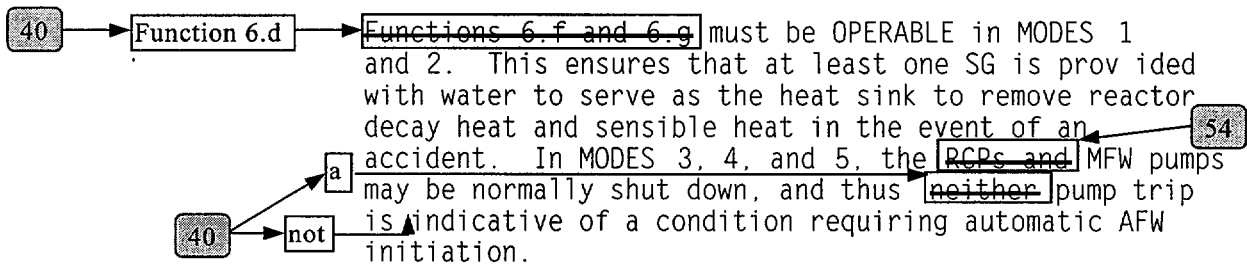 40 Function 6.d Functions 6.f and 6.g must be OPERABLE in MODES 1
and 2. This ensures that at least one SG is prov ided
with water to serve as the heat sink to remove reactor
decay heat and sensible heat in the event of an 54
accident. In MODES 3, 4, and 5, the RCPs and MFW pumps
a may be normally shut down, and thus neither pump trip
40 not is indicative of a condition requiring automatic AFW
initiation.